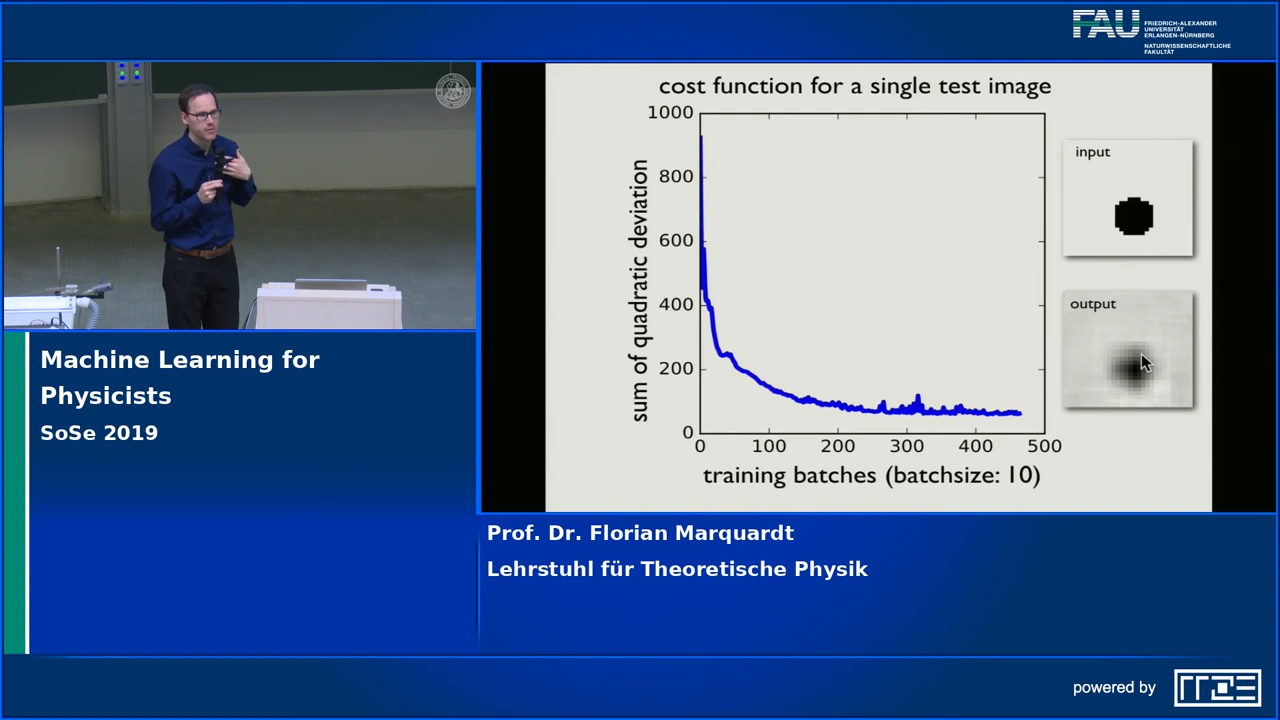 FAU
FRIEDRICH-ALEXANDER
UNIVERSITÄT
ERLANGEN-NÜRNBERG
NATURWISSENSCHAFTLICHE
FAKULTÄT
cost function for a single test image
sum of quadratic deviation
1000
800
600
400
200
0
0 100 200 300 400 500
training batches (batchsize: 10)
input
output
Machine Learning for
Physicists
SoSe 2019
Prof. Dr. Florian Marquardt
Lehrstuhl für Theoretische Physik
powered by
RRZE